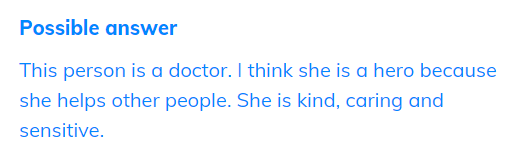 Possible answer
This person is a doctor. I think she is a hero because
she helps other people. She is kind, caring and
sensitive.